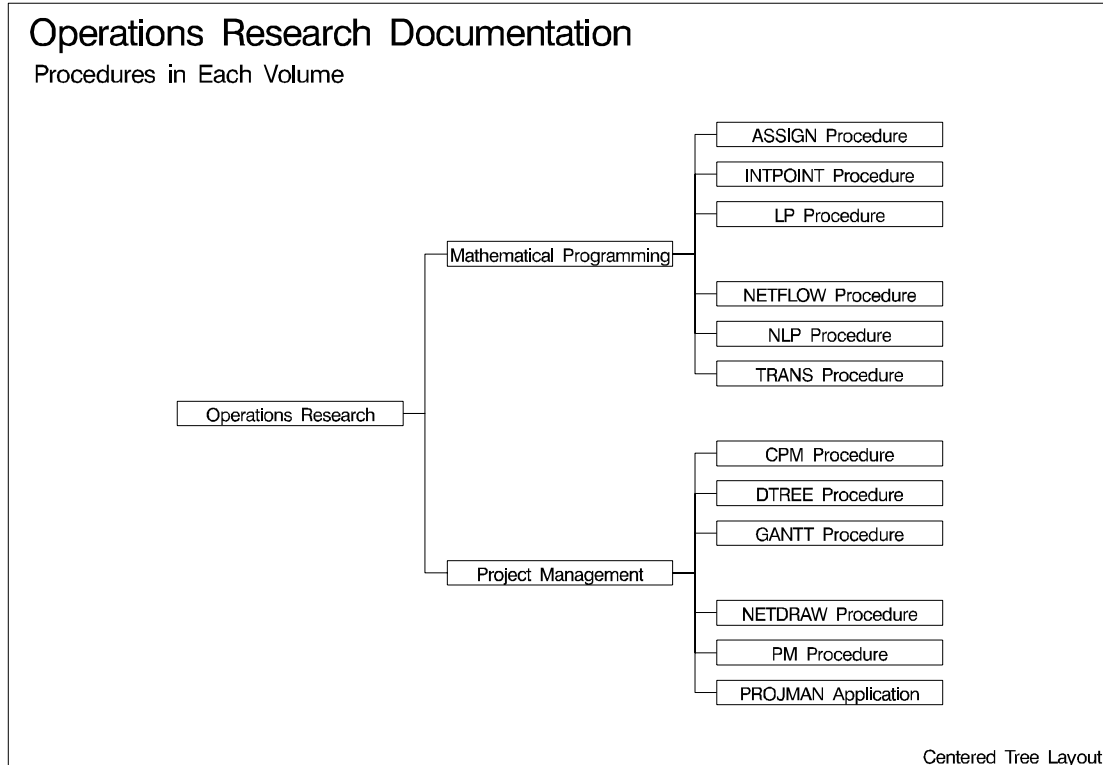 Operations Research Documentation
Procedures in Each Volume
ASSIGN Procedure
INTPOINT Procedure
LP Procedure
Mathematical Programming
NETFLOW Procedure
NLP Procedure
TRANS Procedure
Operations Research
CPM Procedure
DTREE Procedure
GANTT Procedure
Project Management
NETDRAW Procedure
PM Procedure
PROJMAN Application
Centered Tree Layout